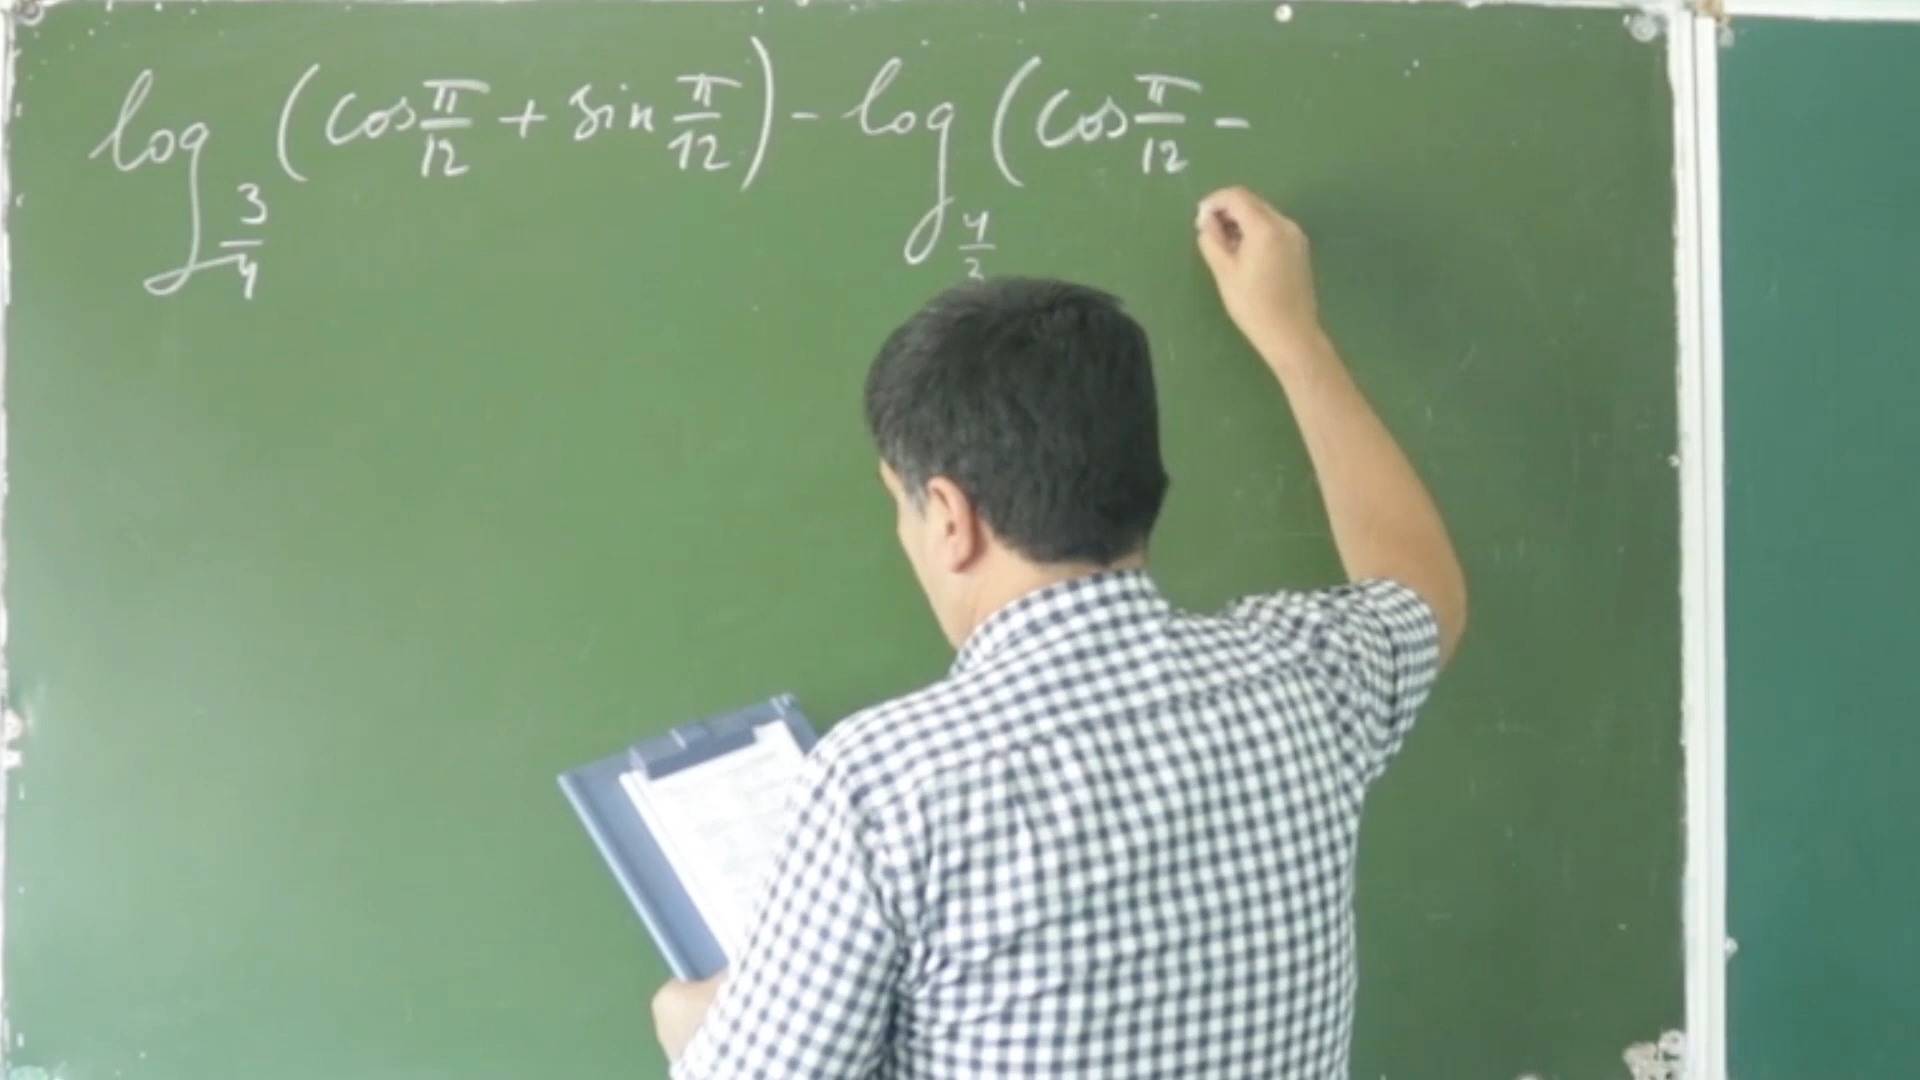 log_{3/4} (cos π/12 + sin π/12) - log_{4/3} (cos π/12 -